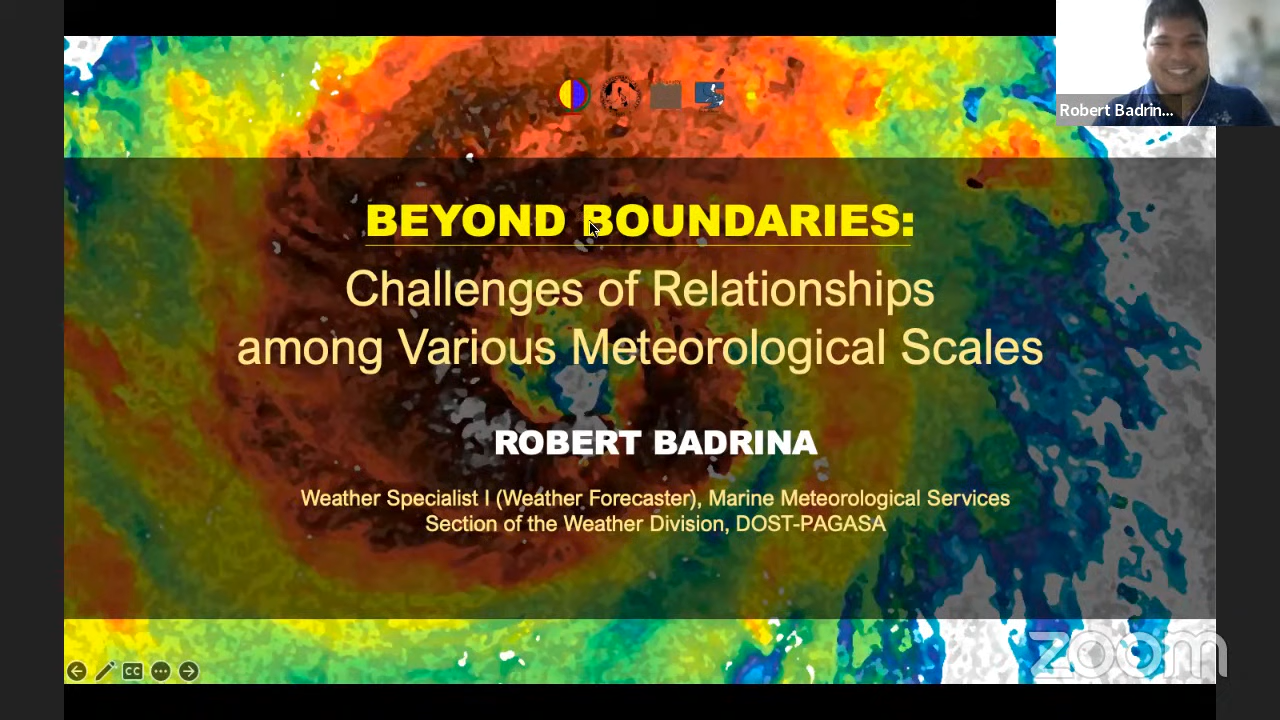 Robert Badrin...
BEYOND BOUNDARIES:
Challenges of Relationships
among Various Meteorological Scales
ROBERT BADRINA
Weather Specialist I (Weather Forecaster), Marine Meteorological Services
Section of the Weather Division, DOST-PAGASA
CC
zoom